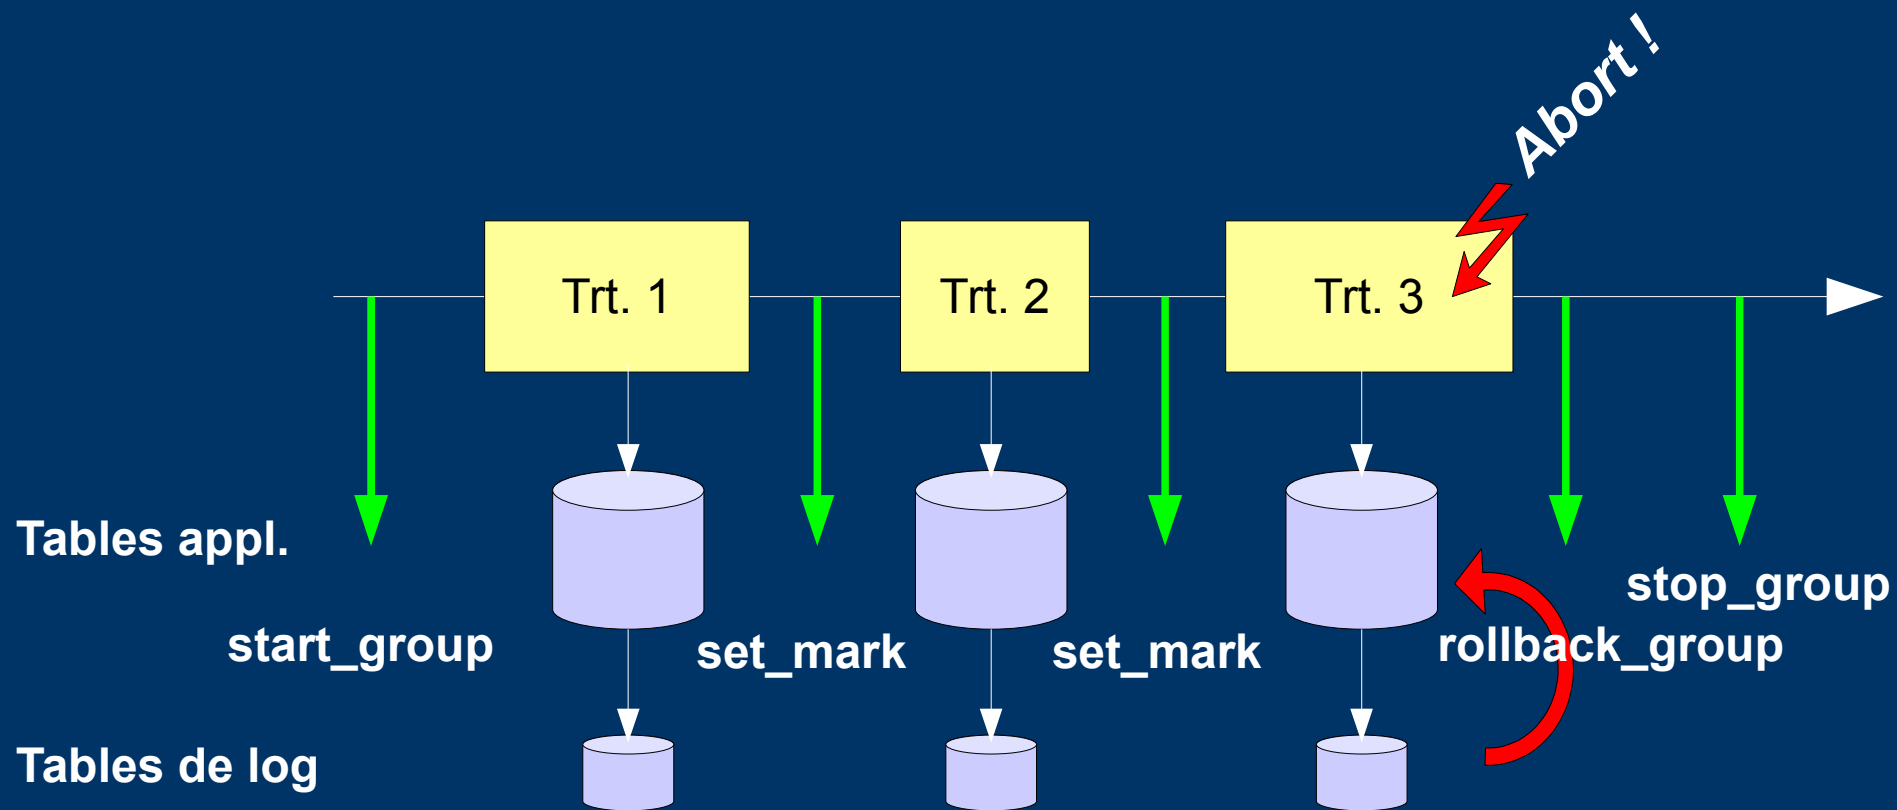 Abort !
Trt. 1
Trt. 2
Trt. 3
Tables appl.
start_group
set_mark
set_mark
rollback_group
stop_group
Tables de log